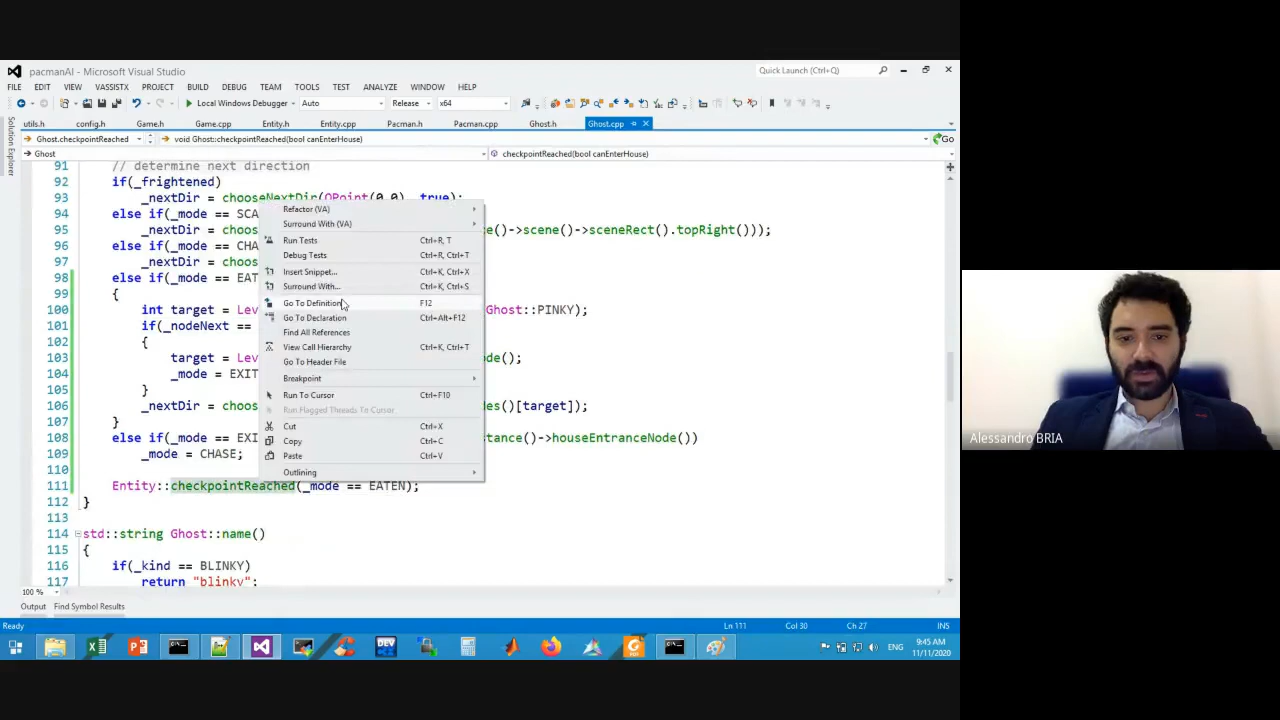 pacmanAI - Microsoft Visual Studio
Quick Launch (Ctrl+Q)
FILE EDIT VIEW VASSISTX PROJECT BUILD DEBUG TEAM TOOLS TEST ANALYZE WINDOW HELP
Local Windows Debugger Auto Release x64
utils.h config.h Game.h Game.cpp Entity.h Entity.cpp Pacman.h Pacman.cpp Ghost.h Ghost.cpp
Ghost.checkpointReached void Ghost::checkpointReached(bool canEnterHouse) Go
Ghost checkpointReached(bool canEnterHouse)
Solution Explorer
91 // determine next direction
92 if(_frightened)
93 _nextDir = chooseNextDir(QPoint(0,0), true);
94 else if(_mode == SCA
95 _nextDir = choos e()->scene()->sceneRect().topRight()));
96 else if(_mode == CHA
97 _nextDir = choos
98 else if(_mode == EAT
99 {
100 int target = Lev Ghost::PINKY);
101 if(_nodeNext ==
102 {
103 target = Lev ode();
104 _mode = EXIT
105 }
106 _nextDir = choos des()[target]);
107 }
108 else if(_mode == EXI stance()->houseEntranceNode())
109 _mode = CHASE;
110
111 Entity::checkpointReached(_mode == EATEN);
112 }
113
114 std::string Ghost::name()
115 {
116 if(_kind == BLINKY)
117 return "blinky";
Refactor (VA)
Surround With (VA)
Run Tests Ctrl+R, T
Debug Tests Ctrl+R, Ctrl+T
Insert Snippet... Ctrl+K, Ctrl+X
Surround With... Ctrl+K, Ctrl+S
Go To Definition F12
Go To Declaration Ctrl+Alt+F12
Find All References
View Call Hierarchy Ctrl+K, Ctrl+T
Go To Header File
Breakpoint
Run To Cursor Ctrl+F10
Run Flagged Threads To Cursor
Cut Ctrl+X
Copy Ctrl+C
Paste Ctrl+V
Outlining
100 %
Output Find Symbol Results
Ready Ln 111 Col 30 Ch 27 INS
DEV
ENG
9:45 AM
11/11/2020
Alessandro BRIA